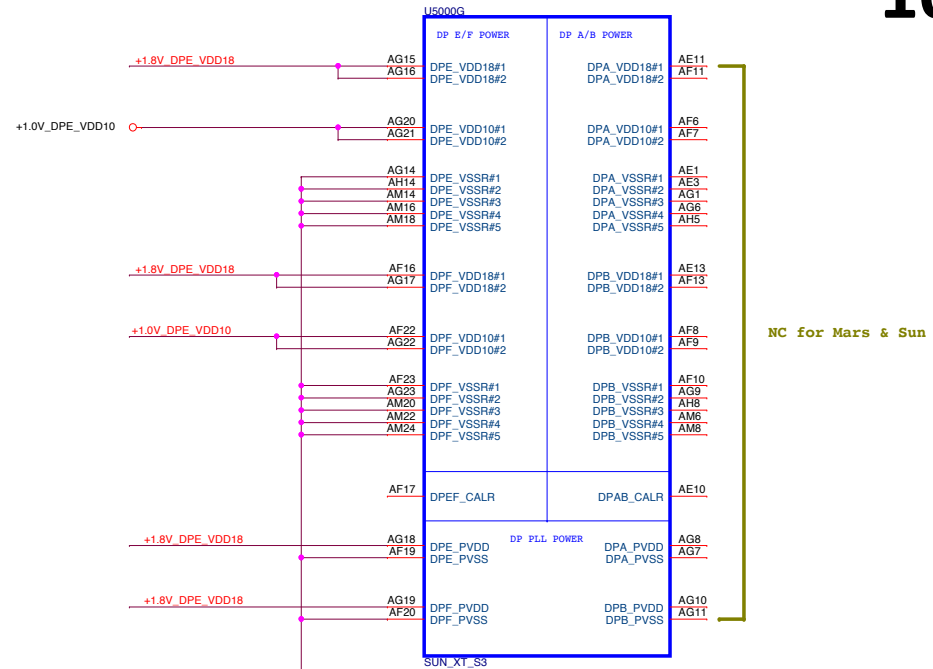 U5000G
DP E/F POWER DP A/B POWER
+1.8V_DPE_VDD18 AG15 DPE_VDD18#1 DPA_VDD18#1 AE11
AG16 DPE_VDD18#2 DPA_VDD18#2 AF11
+1.0V_DPE_VDD10 AG20 DPE_VDD10#1 DPA_VDD10#1 AF6
AG21 DPE_VDD10#2 DPA_VDD10#2 AF7
AG14 DPE_VSSR#1 DPA_VSSR#1 AE1
AH14 DPE_VSSR#2 DPA_VSSR#2 AE3
AM14 DPE_VSSR#3 DPA_VSSR#3 AG1
AM16 DPE_VSSR#4 DPA_VSSR#4 AG6
AM18 DPE_VSSR#5 DPA_VSSR#5 AH5
+1.8V_DPE_VDD18 AF16 DPF_VDD18#1 DPB_VDD18#1 AE13
AG17 DPF_VDD18#2 DPB_VDD18#2 AF13
+1.0V_DPE_VDD10 AF22 DPF_VDD10#1 DPB_VDD10#1 AF8
AG22 DPF_VDD10#2 DPB_VDD10#2 AF9
NC for Mars & Sun
AF23 DPF_VSSR#1 DPB_VSSR#1 AF10
AG23 DPF_VSSR#2 DPB_VSSR#2 AG9
AM20 DPF_VSSR#3 DPB_VSSR#3 AH8
AM22 DPF_VSSR#4 DPB_VSSR#4 AM6
AM24 DPF_VSSR#5 DPB_VSSR#5 AM8
AF17 DPEF_CALR DPAB_CALR AE10
DP PLL POWER
+1.8V_DPE_VDD18 AG18 DPE_PVDD DPA_PVDD AG8
AF19 DPE_PVSS DPA_PVSS AG7
+1.8V_DPE_VDD18 AG19 DPF_PVDD DPB_PVDD AG10
AF20 DPF_PVSS DPB_PVSS AG11
SUN_XT_S3